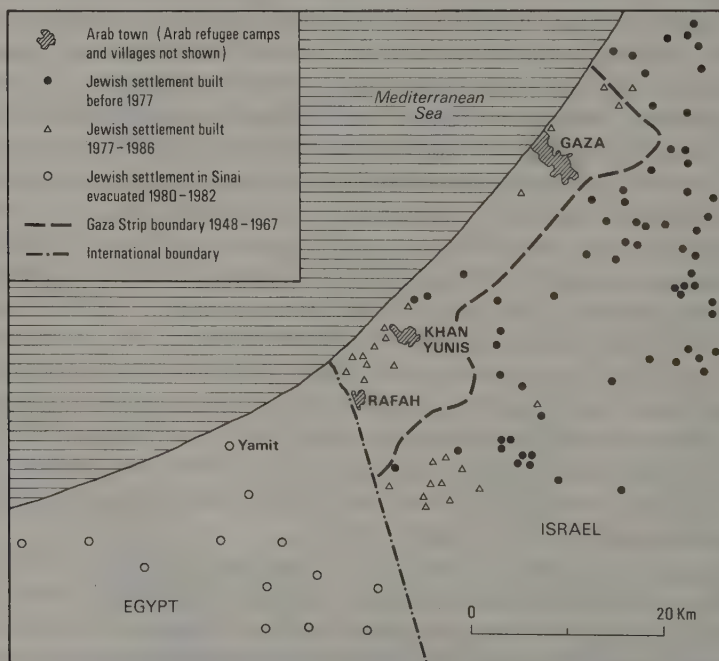 Arab town (Arab refugee camps
and villages not shown)
Jewish settlement built
before 1977
Jewish settlement built
1977–1986
Jewish settlement in Sinai
evacuated 1980–1982
Gaza Strip boundary 1948–1967
International boundary
Mediterranean
Sea
GAZA
KHAN
YUNIS
RAFAH
Yamit
ISRAEL
EGYPT
0 20 Km